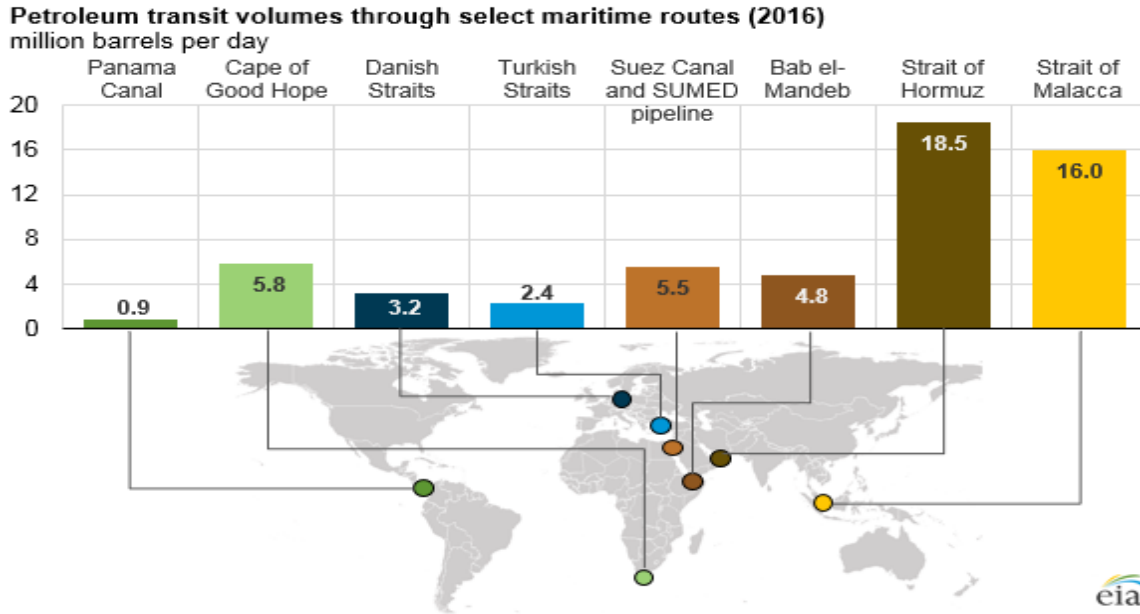 Petroleum transit volumes through select maritime routes (2016)
million barrels per day
Panama
Canal
Cape of
Good Hope
Danish
Straits
Turkish
Straits
Suez Canal
and SUMED
pipeline
Bab el-
Mandeb
Strait of
Hormuz
Strait of
Malacca
20
16
12
8
4
0
0.9
5.8
3.2
2.4
5.5
4.8
18.5
16.0
eia